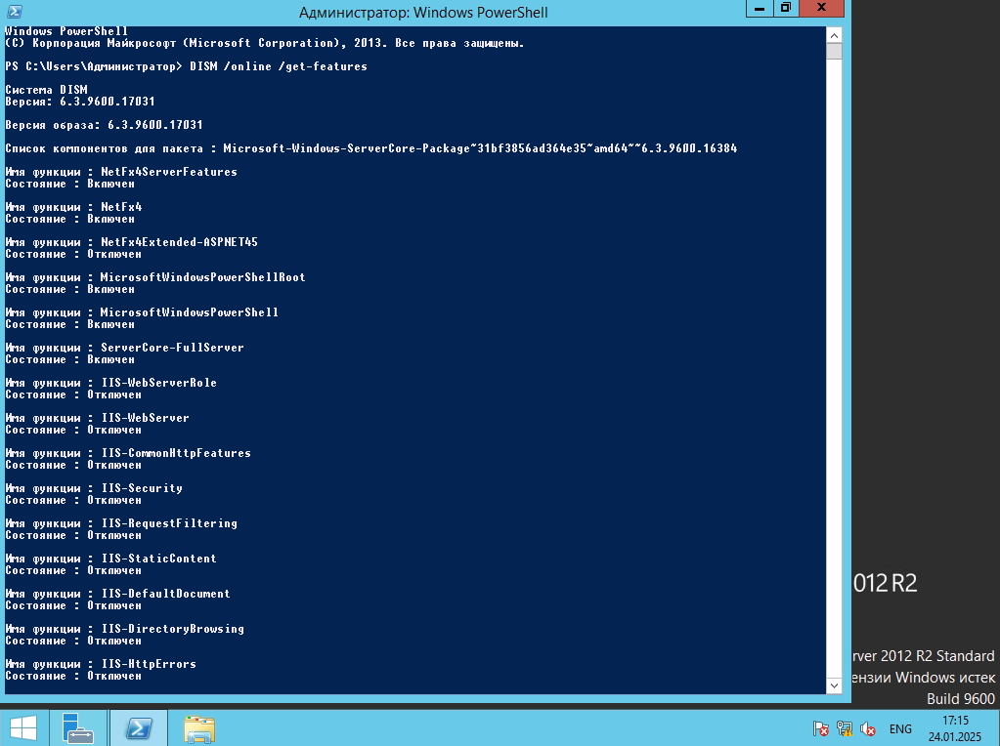 Администратор: Windows PowerShell
Windows PowerShell
(C) Корпорация Майкрософт (Microsoft Corporation), 2013. Все права защищены.
PS C:\Users\Администратор> DISM /online /get-features
Cистема DISM
Версия: 6.3.9600.17031
Версия образа: 6.3.9600.17031
Список компонентов для пакета : Microsoft-Windows-ServerCore-Package~31bf3856ad364e35~amd64~~6.3.9600.16384
Имя функции : NetFx4ServerFeatures
Состояние : Включен
Имя функции : NetFx4
Состояние : Включен
Имя функции : NetFx4Extended-ASPNET45
Состояние : Отключен
Имя функции : MicrosoftWindowsPowerShellRoot
Состояние : Включен
Имя функции : MicrosoftWindowsPowerShell
Состояние : Включен
Имя функции : ServerCore-FullServer
Состояние : Включен
Имя функции : IIS-WebServerRole
Состояние : Отключен
Имя функции : IIS-WebServer
Состояние : Отключен
Имя функции : IIS-CommonHttpFeatures
Состояние : Отключен
Имя функции : IIS-Security
Состояние : Отключен
Имя функции : IIS-RequestFiltering
Состояние : Отключен
Имя функции : IIS-StaticContent
Состояние : Отключен
Имя функции : IIS-DefaultDocument
Состояние : Отключен
Имя функции : IIS-DirectoryBrowsing
Состояние : Отключен
Имя функции : IIS-HttpErrors
Состояние : Отключен
012 R2
rver 2012 R2 Standard
ензии Windows истек
Build 9600
ENG
17:15
24.01.2025